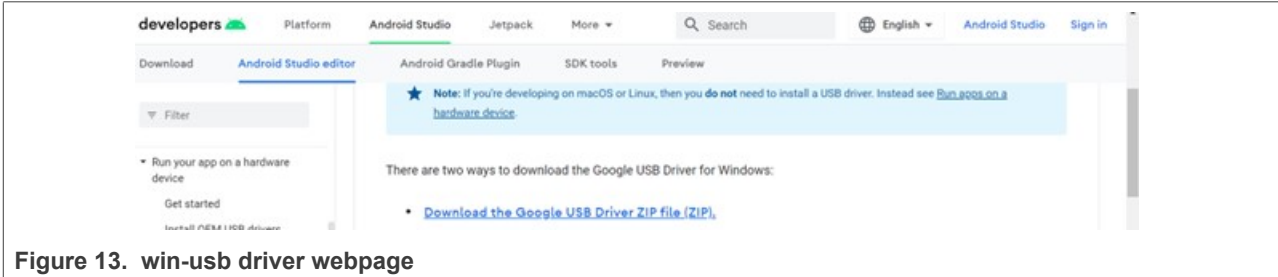 developers Platform Android Studio Jetpack More Search English Android Studio Sign in
Download Android Studio editor Android Gradle Plugin SDK tools Preview
Note: If you're developing on macOS or Linux, then you do not need to install a USB driver. Instead see Run apps on a
hardware device.
Filter
Run your app on a hardware
device
There are two ways to download the Google USB Driver for Windows:
Get started
• Download the Google USB Driver ZIP file (ZIP).
Install OEM USB drivers
Figure 13. win-usb driver webpage